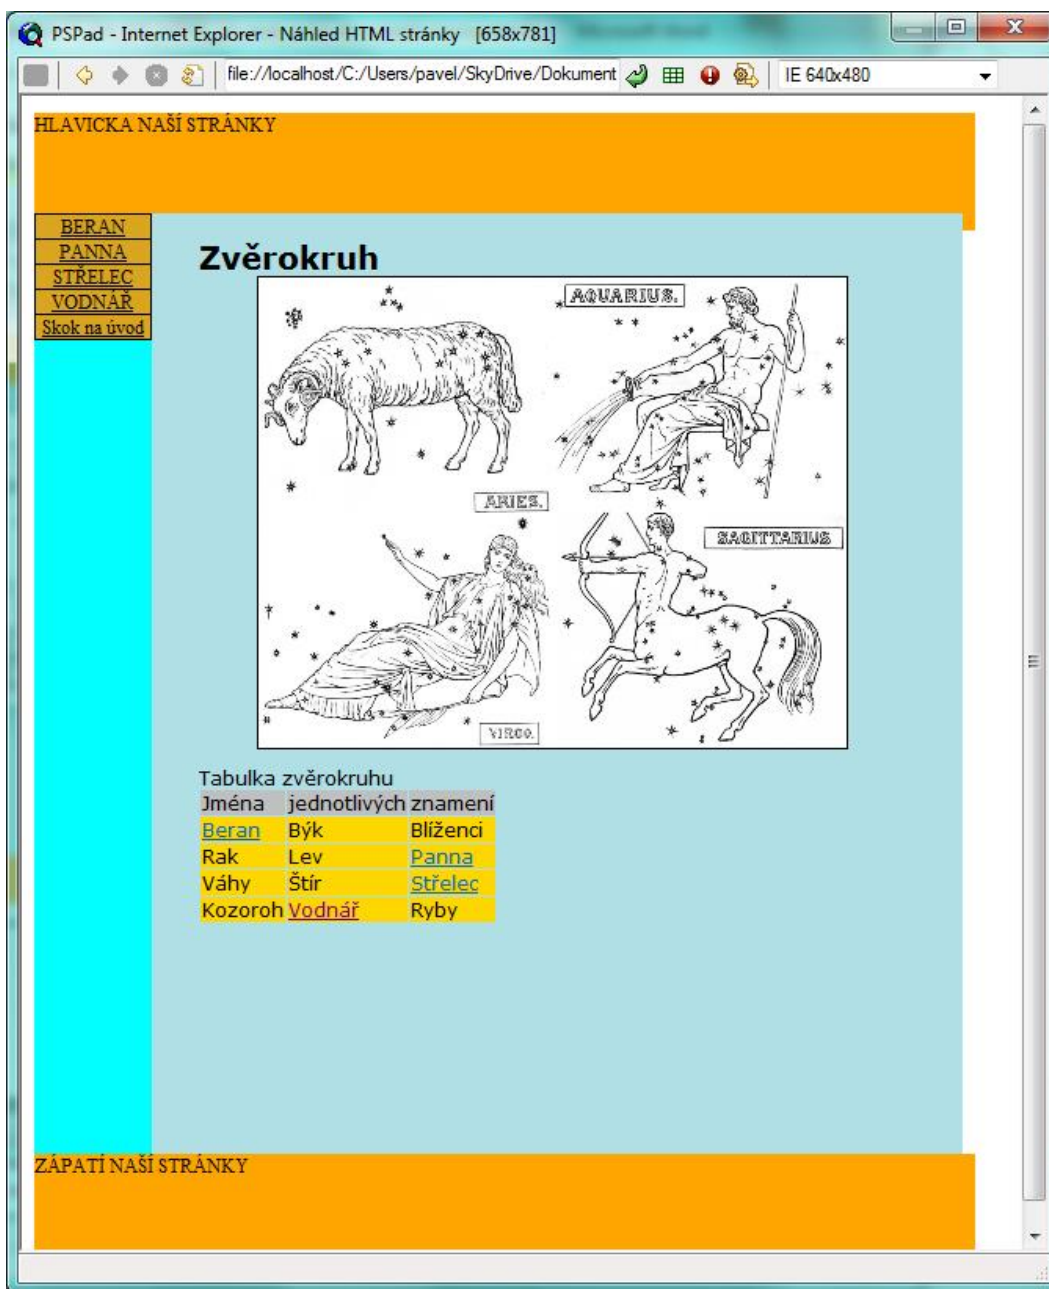 PSPad - Internet Explorer - Náhled HTML stránky [658x781]
file://localhost/C:/Users/pavel/SkyDrive/Dokument
IE 640x480
HLAVICKA NAŠÍ STRÁNKY
BERAN
PANNA
STŘELEC
VODNÁŘ
Skok na úvod
Zvěrokruh
AQUARIUS.
ARIES.
SAGITTARIUS
VIRGO.
Tabulka zvěrokruhu
Jména jednotlivých znamení
Beran Býk Blíženci
Rak Lev Panna
Váhy Štír Střelec
Kozoroh Vodnář Ryby
ZÁPATÍ NAŠÍ STRÁNKY